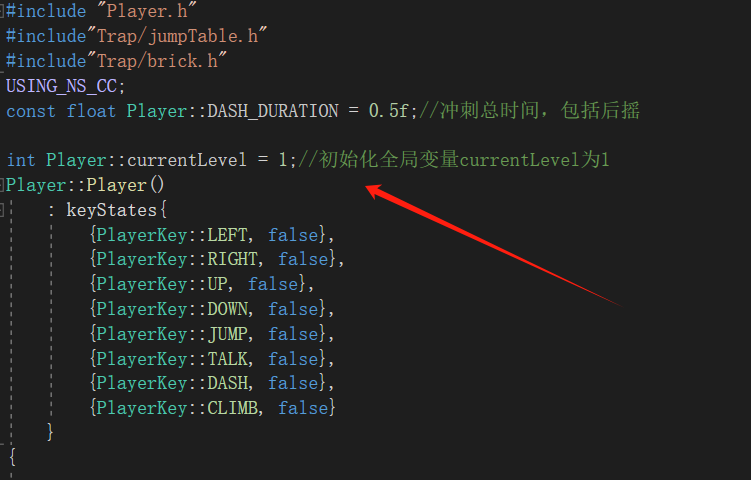 #include "Player.h"
#include"Trap/jumpTable.h"
#include"Trap/brick.h"
USING_NS_CC;
const float Player::DASH_DURATION = 0.5f;//冲刺总时间，包括后摇
int Player::currentLevel = 1;//初始化全局变量currentLevel为1
Player::Player()
: keyStates{
{PlayerKey::LEFT, false},
{PlayerKey::RIGHT, false},
{PlayerKey::UP, false},
{PlayerKey::DOWN, false},
{PlayerKey::JUMP, false},
{PlayerKey::TALK, false},
{PlayerKey::DASH, false},
{PlayerKey::CLIMB, false}
}
{